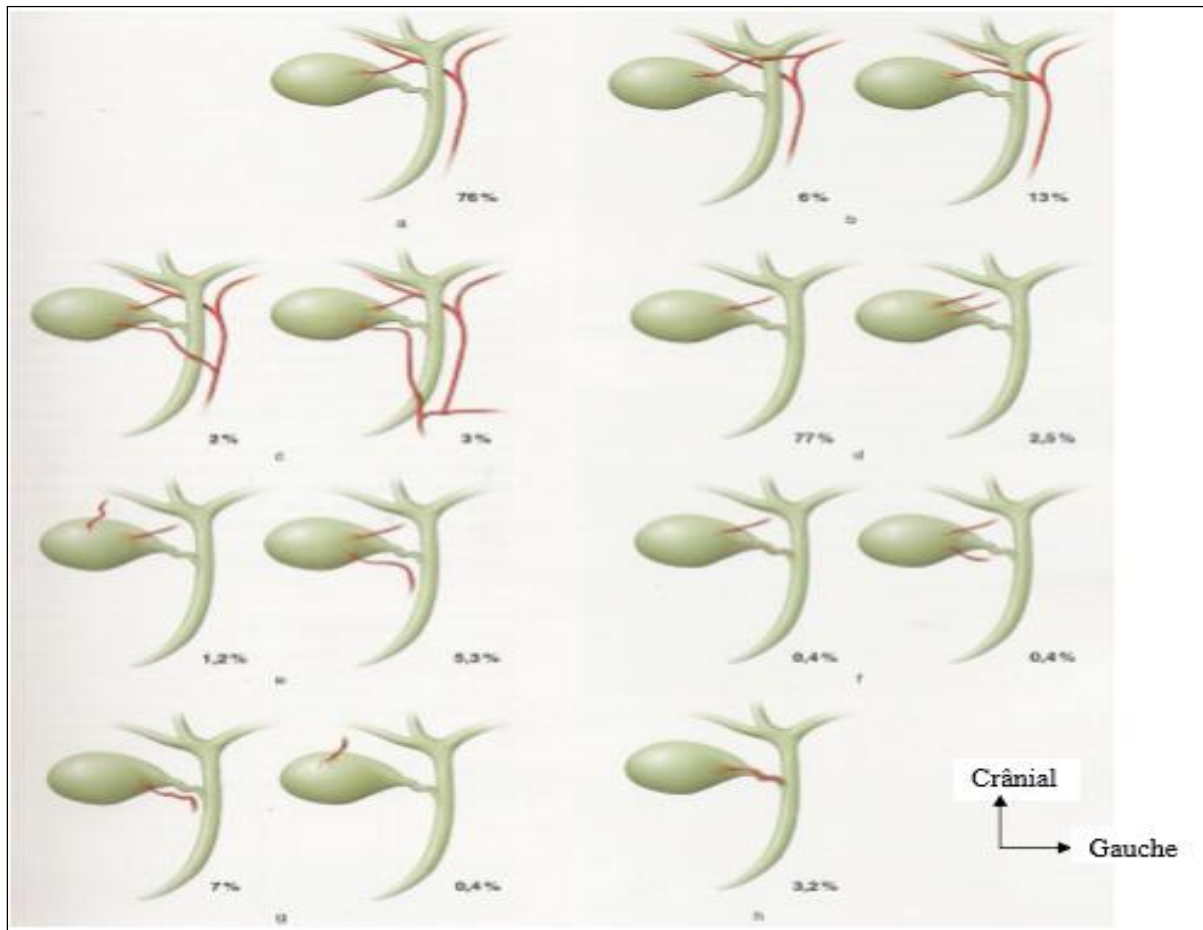 76%
6%
13%
a
b
2%
3%
77%
2,5%
c
d
1,2%
5,3%
0,4%
0,4%
e
f
Crânial
Gauche
7%
0,4%
3,2%
g
h